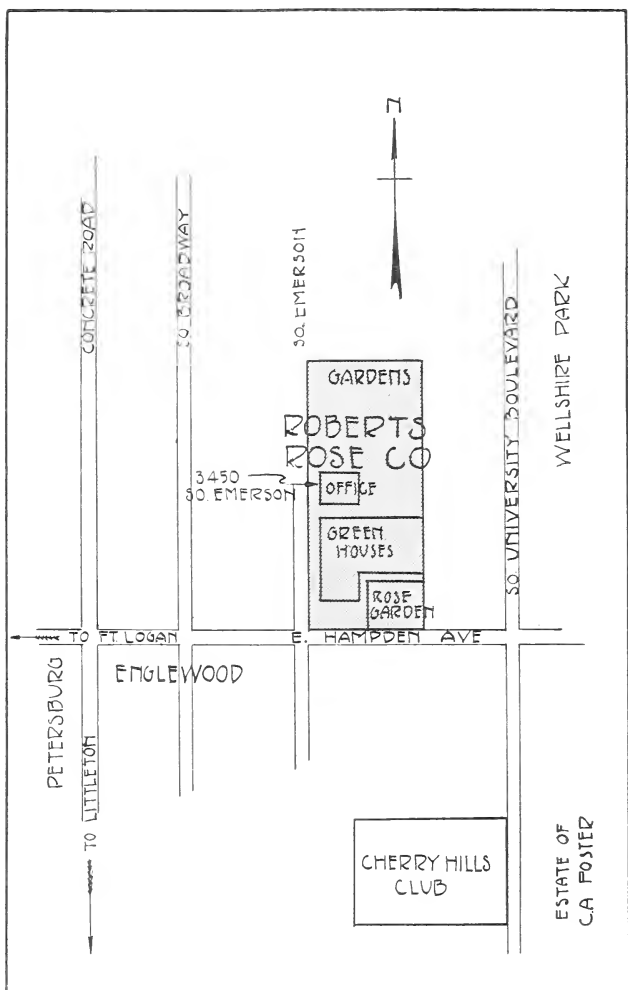 N
CONCRETE ROAD
SO. BROADWAY
SO. EMERSON
SO. UNIVERSITY BOULEVARD
WELLSHIRE PARK
GARDENS
ROBERTS
ROSE CO
3450
SO. EMERSON
OFFICE
GREEN
HOUSES
ROSE
GARDEN
TO FT. LOGAN
E. HAMPDEN AVE
PETERSBURG
ENGLEWOOD
TO LITTLETON
CHERRY HILLS
CLUB
ESTATE OF
C.A FOSTER